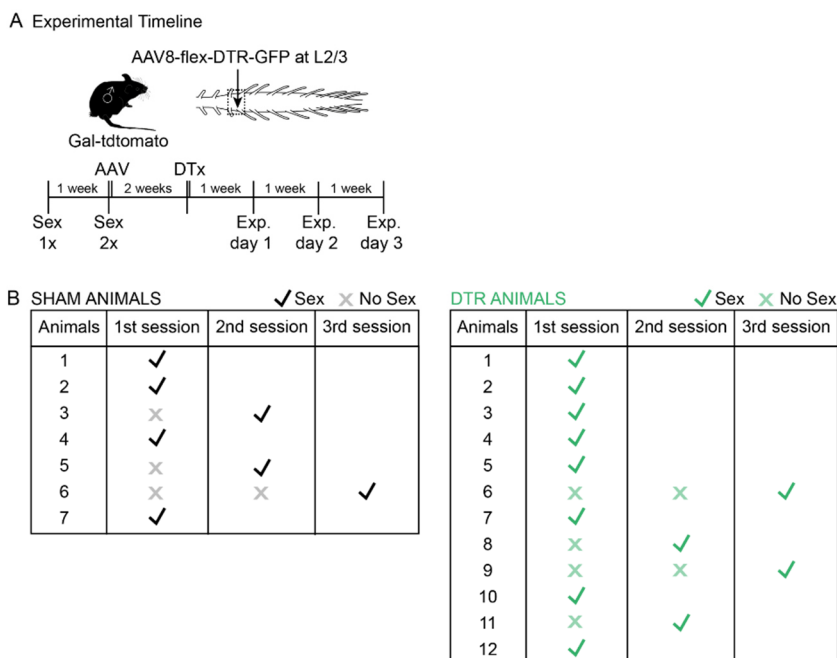 A Experimental Timeline
AAV8-flex-DTR-GFP at L2/3
♂
Gal-tdtomato
AAV DTx
1 week 2 weeks 1 week 1 week 1 week
Sex Sex Exp. Exp. Exp.
1x 2x day 1 day 2 day 3
B SHAM ANIMALS ✓ Sex X No Sex
Animals 1st session 2nd session 3rd session
1 ✓
2 ✓
3 X ✓
4 ✓
5 X ✓
6 X X ✓
7 ✓
DTR ANIMALS ✓ Sex X No Sex
Animals 1st session 2nd session 3rd session
1 ✓
2 ✓
3 ✓
4 ✓
5 ✓
6 X X ✓
7 ✓
8 X ✓
9 X X ✓
10 ✓
11 X ✓
12 ✓